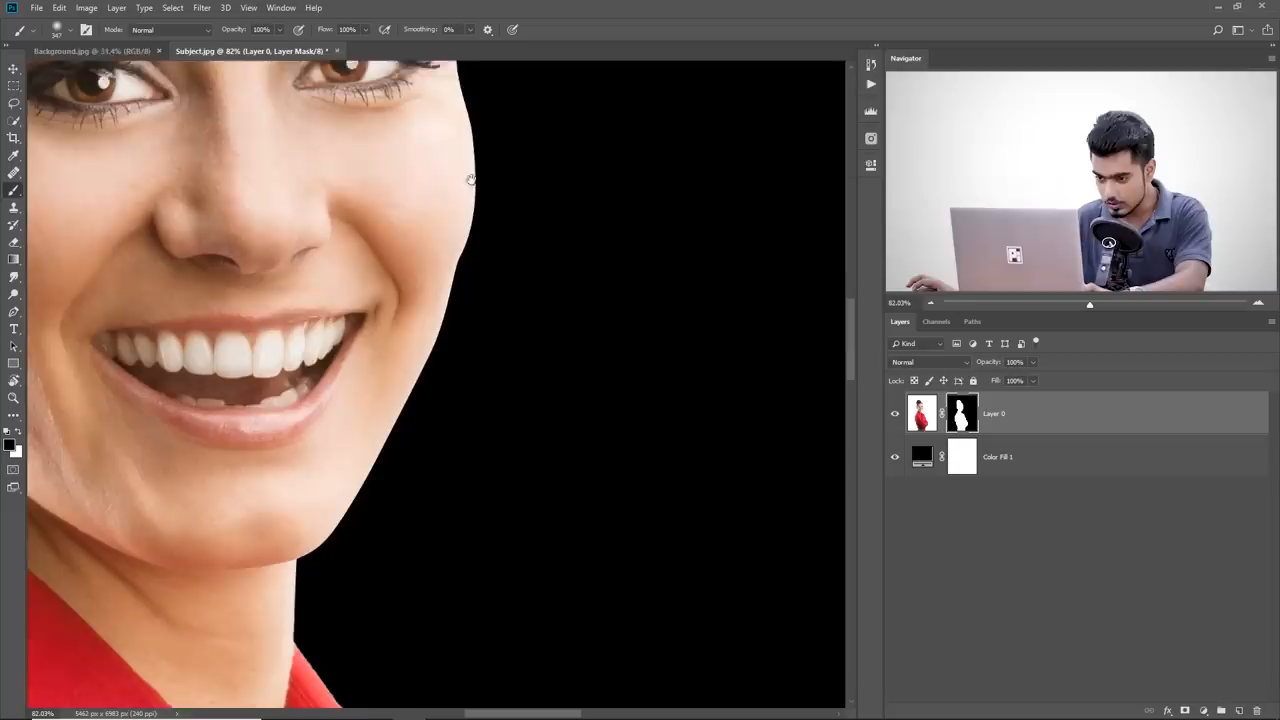 Ps File Edit Image Layer Type Select Filter 3D View Window Help
347 Mode: Normal Opacity: 100% Flow: 100% Smoothing: 0%
Background.jpg @ 31.4% (RGB/8) × Subject.jpg @ 82% (Layer 0, Layer Mask/8) * ×
Navigator
82.03%
Layers Channels Paths
Kind
Normal Opacity: 100%
Lock: Fill: 100%
Layer 0
Color Fill 1
T
fx
82.03% 5462 px x 6983 px (240 ppi)